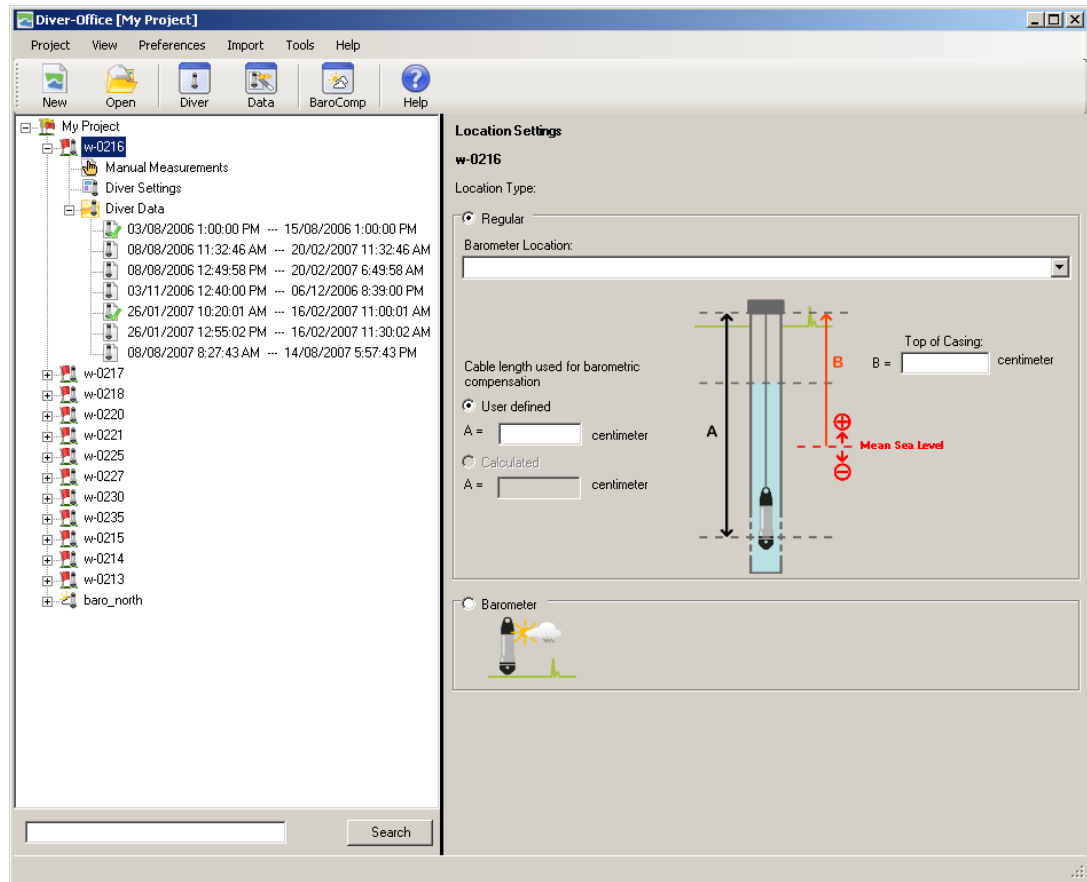 Diver-Office [My Project]
Project View Preferences Import Tools Help
New Open Diver Data BaroComp Help
My Project
w-0216
Manual Measurements
Diver Settings
Diver Data
03/08/2006 1:00:00 PM --- 15/08/2006 1:00:00 PM
08/08/2006 11:32:46 AM --- 20/02/2007 11:32:46 AM
08/08/2006 12:49:58 PM --- 20/02/2007 6:49:58 AM
03/11/2006 12:40:00 PM --- 06/12/2006 8:39:00 PM
26/01/2007 10:20:01 AM --- 16/02/2007 11:00:01 AM
26/01/2007 12:55:02 PM --- 16/02/2007 11:30:02 AM
08/08/2007 8:27:43 AM --- 14/08/2007 5:57:43 PM
w-0217
w-0218
w-0220
w-0221
w-0225
w-0227
w-0230
w-0235
w-0215
w-0214
w-0213
baro_north
Search
Location Settings
w-0216
Location Type:
Regular
Barometer Location:
Cable length used for barometric
compensation
User defined
A = centimeter
Calculated
A = centimeter
A
B
Top of Casing:
B = centimeter
Mean Sea Level
Barometer